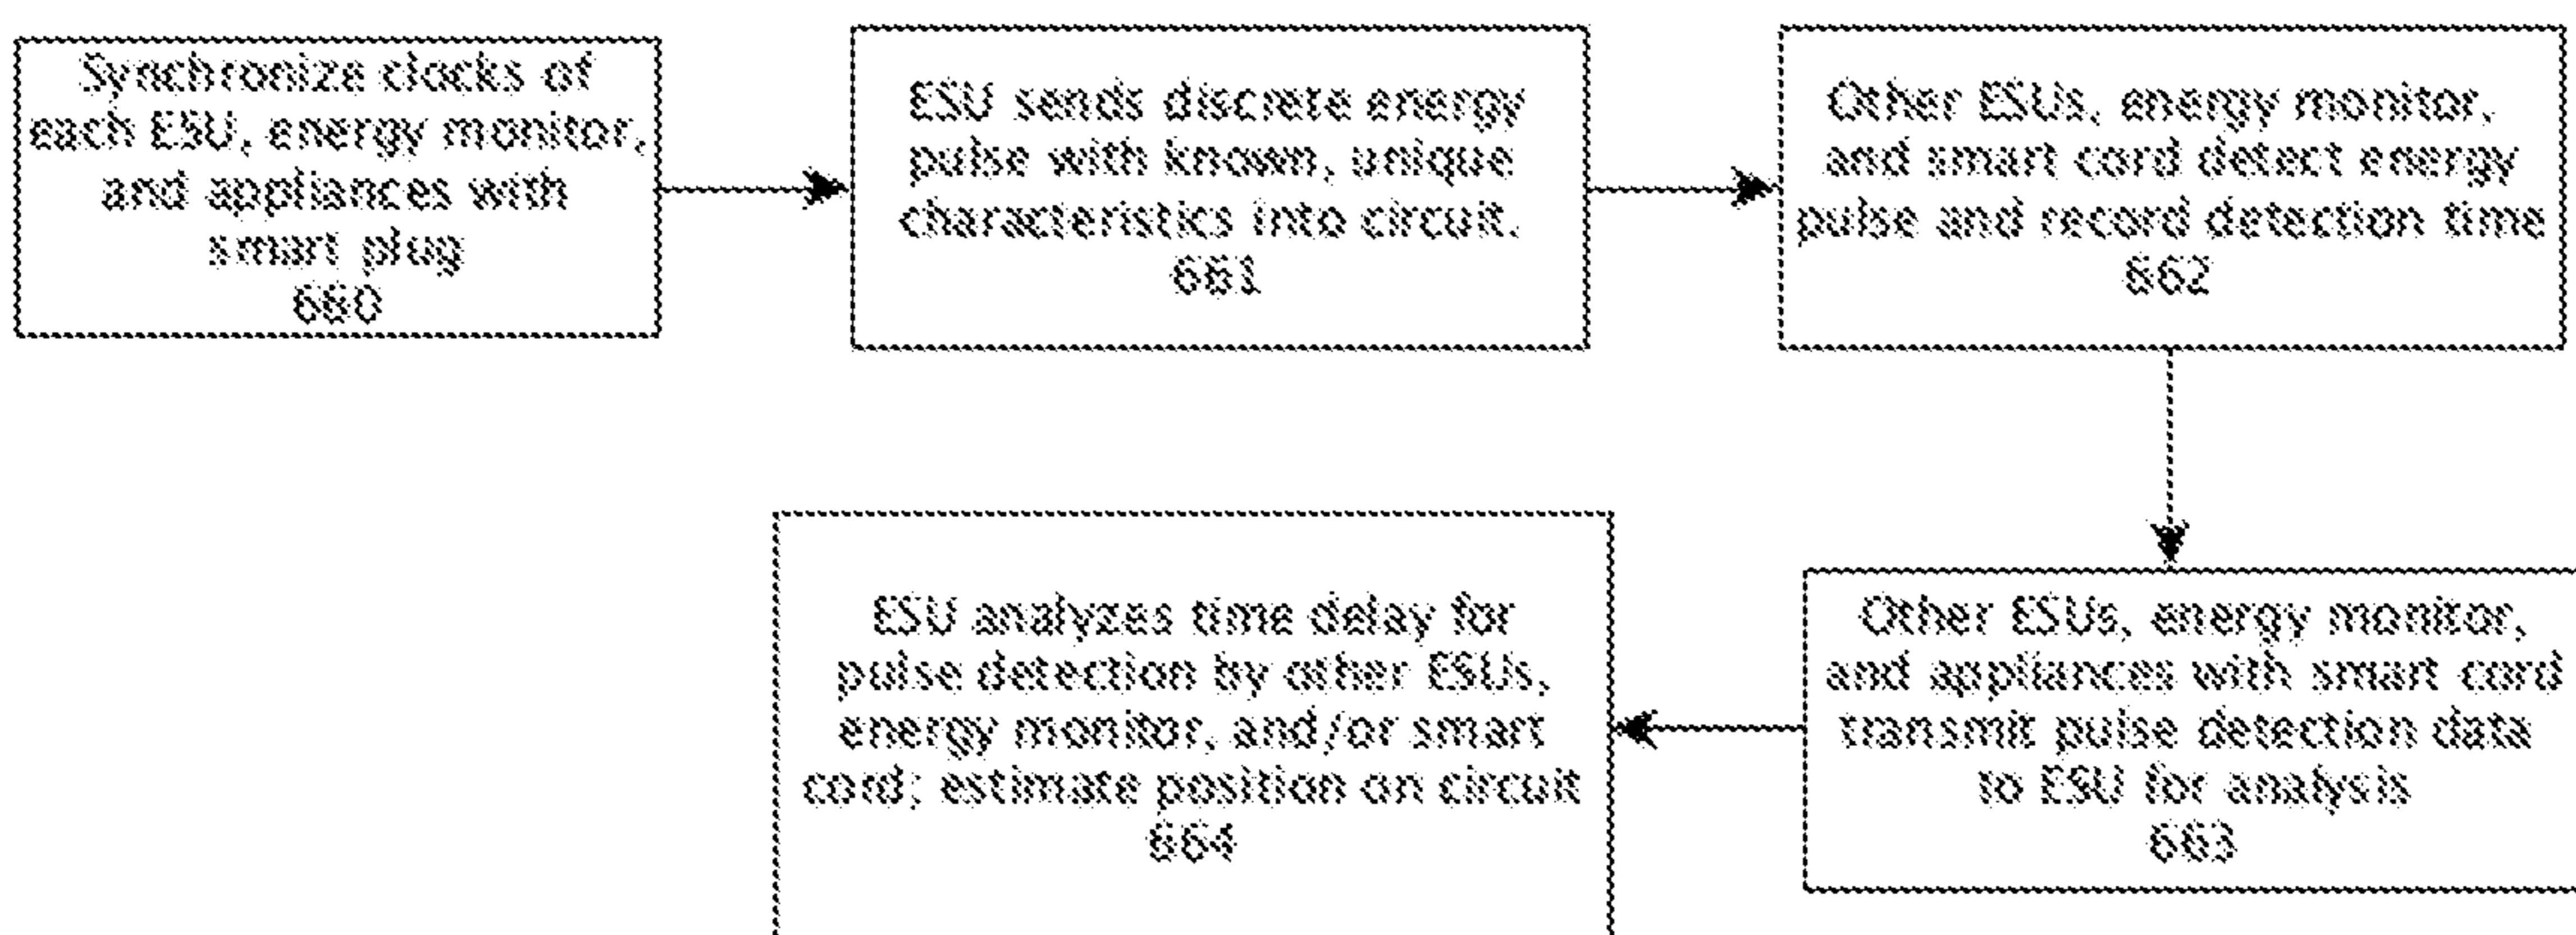 Synchronize clocks of
each ESU, energy monitor,
and appliances with
smart plug
660
ESU sends discrete energy
pulse with known, unique
characteristics into circuit.
661
Other ESUs, energy monitor,
and smart cord detect energy
pulse and record detection time
662
Other ESUs, energy monitor,
and appliances with smart cord
transmit pulse detection data
to ESU for analysis
663
ESU analyzes time delay for
pulse detection by other ESUs,
energy monitor, and/or smart
cord; estimate position on circuit
664